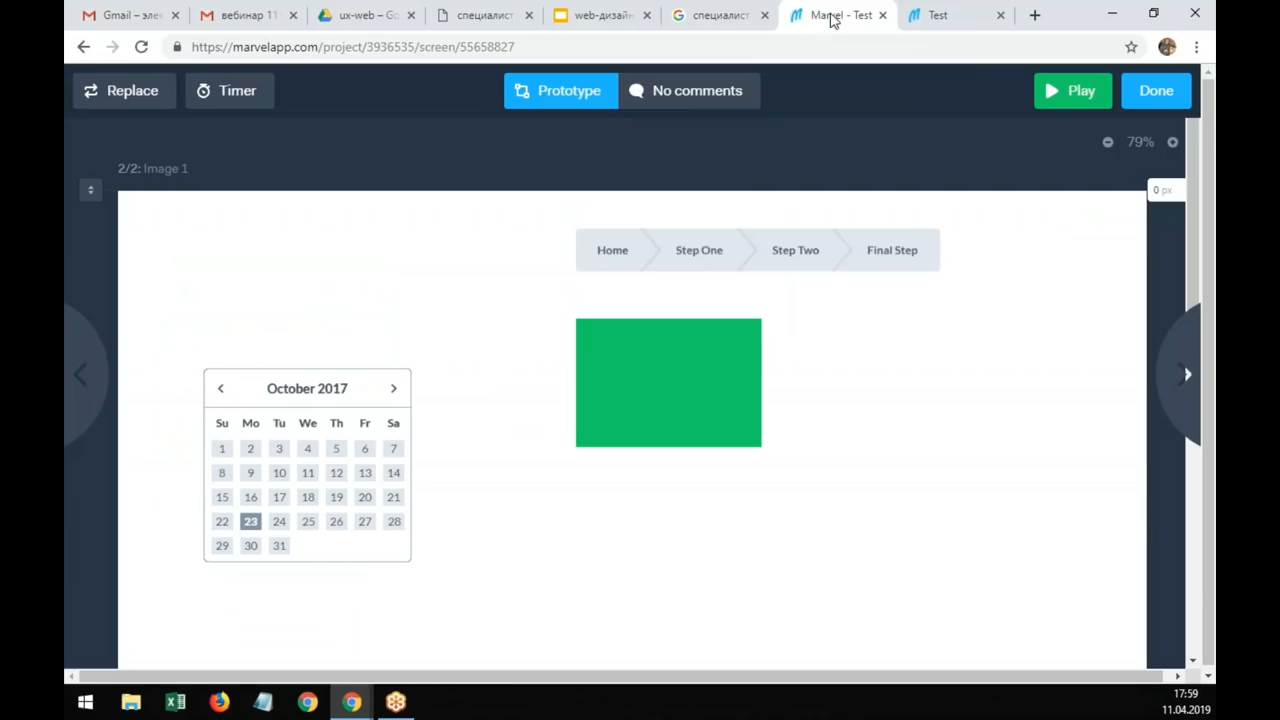 Gmail – эле
вебинар 11
ux-web – Go
специалист
web-дизайн
специалист
Marvel - Test
Test
https://marvelapp.com/project/3936535/screen/55658827
Replace
Timer
Prototype
No comments
Play
Done
79%
2/2: Image 1
0 px
Home
Step One
Step Two
Final Step
October 2017
Su Mo Tu We Th Fr Sa
1 2 3 4 5 6 7
8 9 10 11 12 13 14
15 16 17 18 19 20 21
22 23 24 25 26 27 28
29 30 31
17:59
11.04.2019